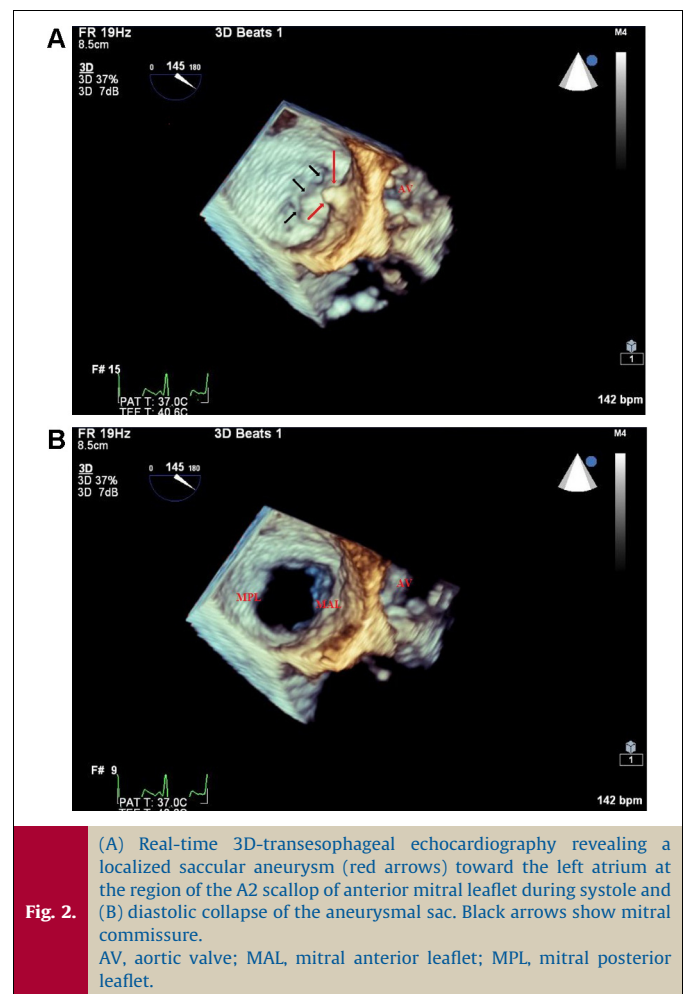 A
FR 19Hz
8.5cm
3D Beats 1
M4
3D
3D 37%
3D 7dB
0 145 180
AV
F# 15
PAT T: 37.0C
TEE T: 40.6C
1
142 bpm
B
FR 19Hz
8.5cm
3D Beats 1
M4
3D
3D 37%
3D 7dB
0 145 180
MPL
MAL
AV
F# 9
PAT T: 37.0C
1
142 bpm
Fig. 2.
(A) Real-time 3D-transesophageal echocardiography revealing a
localized saccular aneurysm (red arrows) toward the left atrium at
the region of the A2 scallop of anterior mitral leaflet during systole and
(B) diastolic collapse of the aneurysmal sac. Black arrows show mitral
commissure.
AV, aortic valve; MAL, mitral anterior leaflet; MPL, mitral posterior
leaflet.